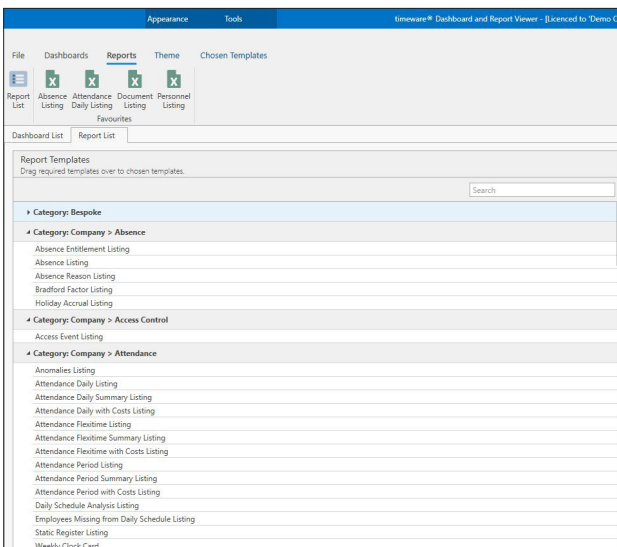 Appearance Tools timeware® Dashboard and Report Viewer - [Licenced to 'Demo C
File Dashboards Reports Theme Chosen Templates
Report List
Absence Listing
Attendance Daily Listing
Document Listing
Personnel Listing
Favourites
Dashboard List Report List
Report Templates
Drag required templates over to chosen templates.
Search
Category: Bespoke
Category: Company > Absence
Absence Entitlement Listing
Absence Listing
Absence Reason Listing
Bradford Factor Listing
Holiday Accrual Listing
Category: Company > Access Control
Access Event Listing
Category: Company > Attendance
Anomalies Listing
Attendance Daily Listing
Attendance Daily Summary Listing
Attendance Daily with Costs Listing
Attendance Flexitime Listing
Attendance Flexitime Summary Listing
Attendance Flexitime with Costs Listing
Attendance Period Listing
Attendance Period Summary Listing
Attendance Period with Costs Listing
Daily Schedule Analysis Listing
Employees Missing from Daily Schedule Listing
Static Register Listing
Weekly Clock Card